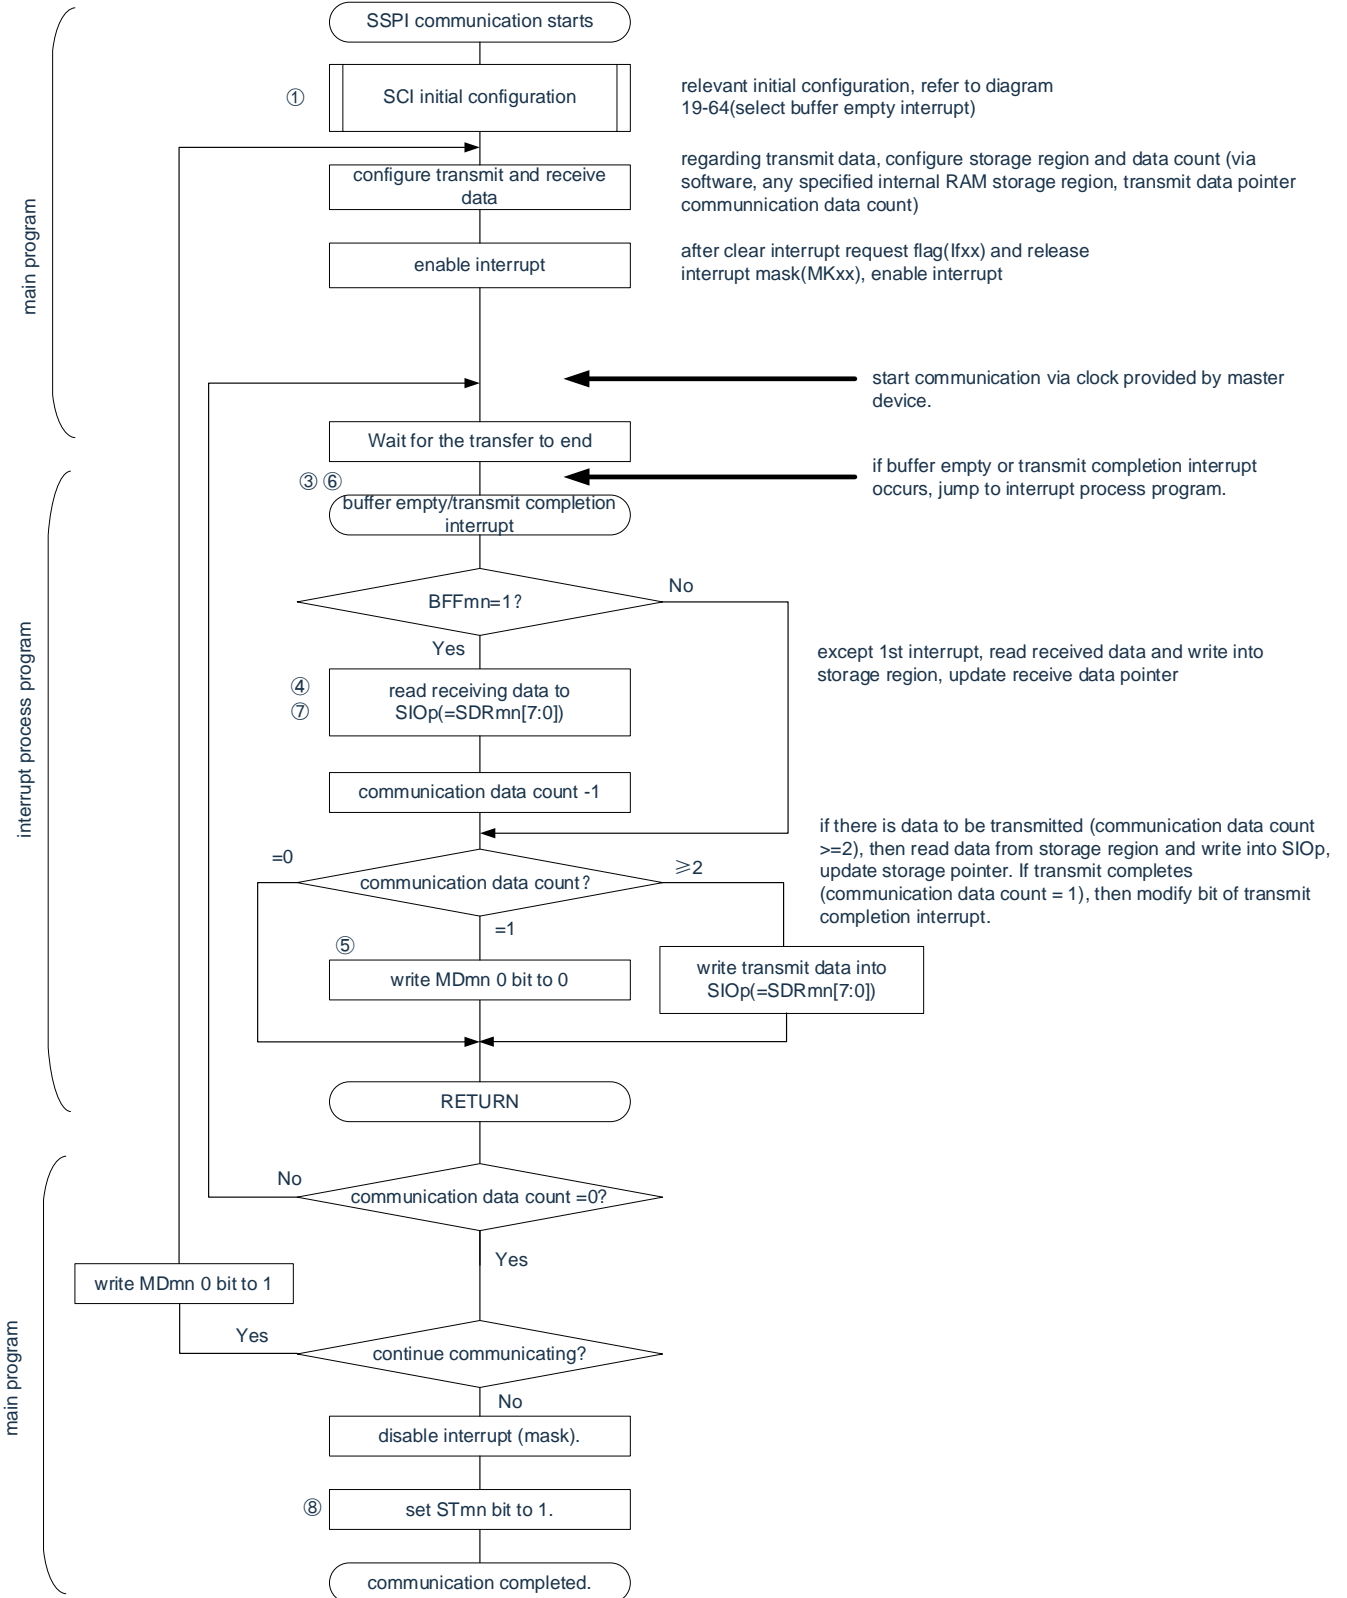 SSPI communication starts
①
SCI initial configuration
relevant initial configuration, refer to diagram
19-64(select buffer empty interrupt)
configure transmit and receive
data
regarding transmit data, configure storage region and data count (via
software, any specified internal RAM storage region, transmit data pointer
communnication data count)
main program
enable interrupt
after clear interrupt request flag(Ifxx) and release
interrupt mask(MKxx), enable interrupt
start communication via clock provided by master
device.
Wait for the transfer to end
③ ⑥
if buffer empty or transmit completion interrupt
occurs, jump to interrupt process program.
buffer empty/transmit completion
interrupt
BFFmn=1?
No
Yes
except 1st interrupt, read received data and write into
storage region, update receive data pointer
interrupt process program
④
⑦
read receiving data to
SIOp(=SDRmn[7:0])
communication data count -1
if there is data to be transmitted (communication data count
>=2), then read data from storage region and write into SIOp,
update storage pointer. If transmit completes
(communication data count = 1), then modify bit of transmit
completion interrupt.
=0
communication data count?
≥2
=1
⑤
write MDmn 0 bit to 0
write transmit data into
SIOp(=SDRmn[7:0])
RETURN
No
communication data count =0?
Yes
write MDmn 0 bit to 1
Yes
continue communicating?
No
main program
disable interrupt (mask).
⑧
set STmn bit to 1.
communication completed.